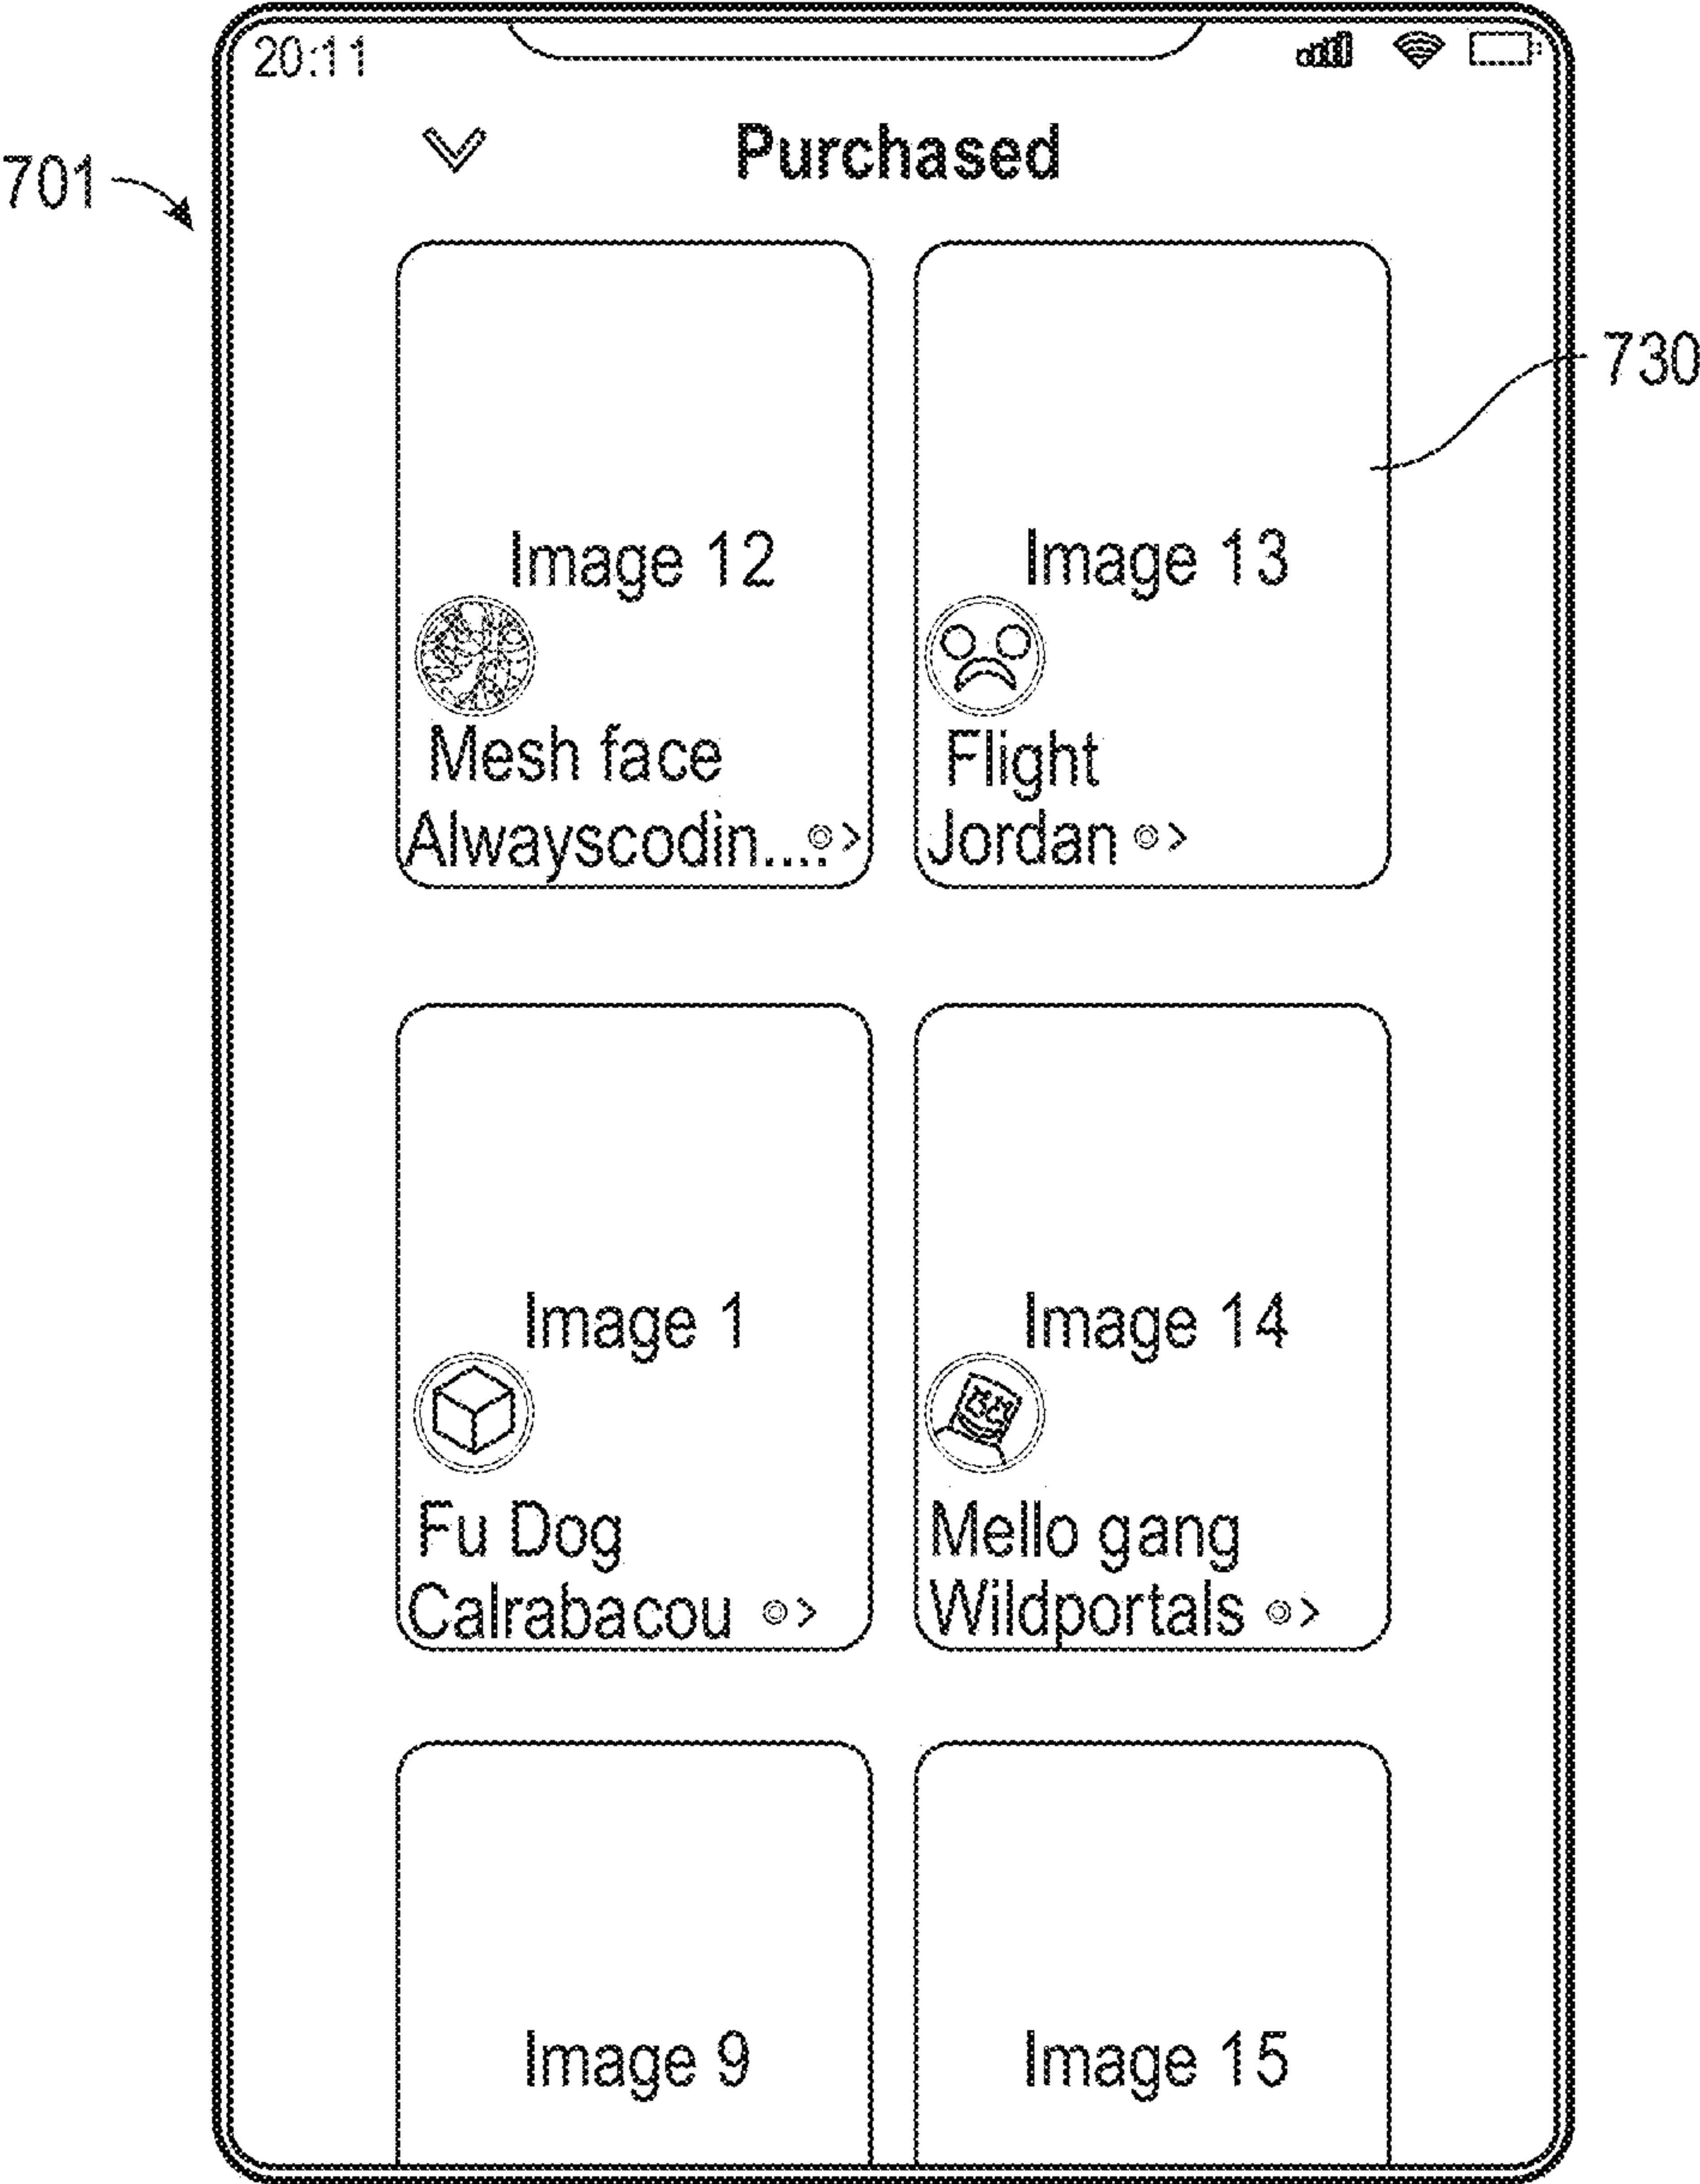 20:11
Purchased
701
730
Image 12
Image 13
Mesh face
Alwayscodin.... >
Flight
Jordan >
Image 1
Image 14
Fu Dog
Calrabacou >
Mello gang
Wildportals >
Image 9
Image 15